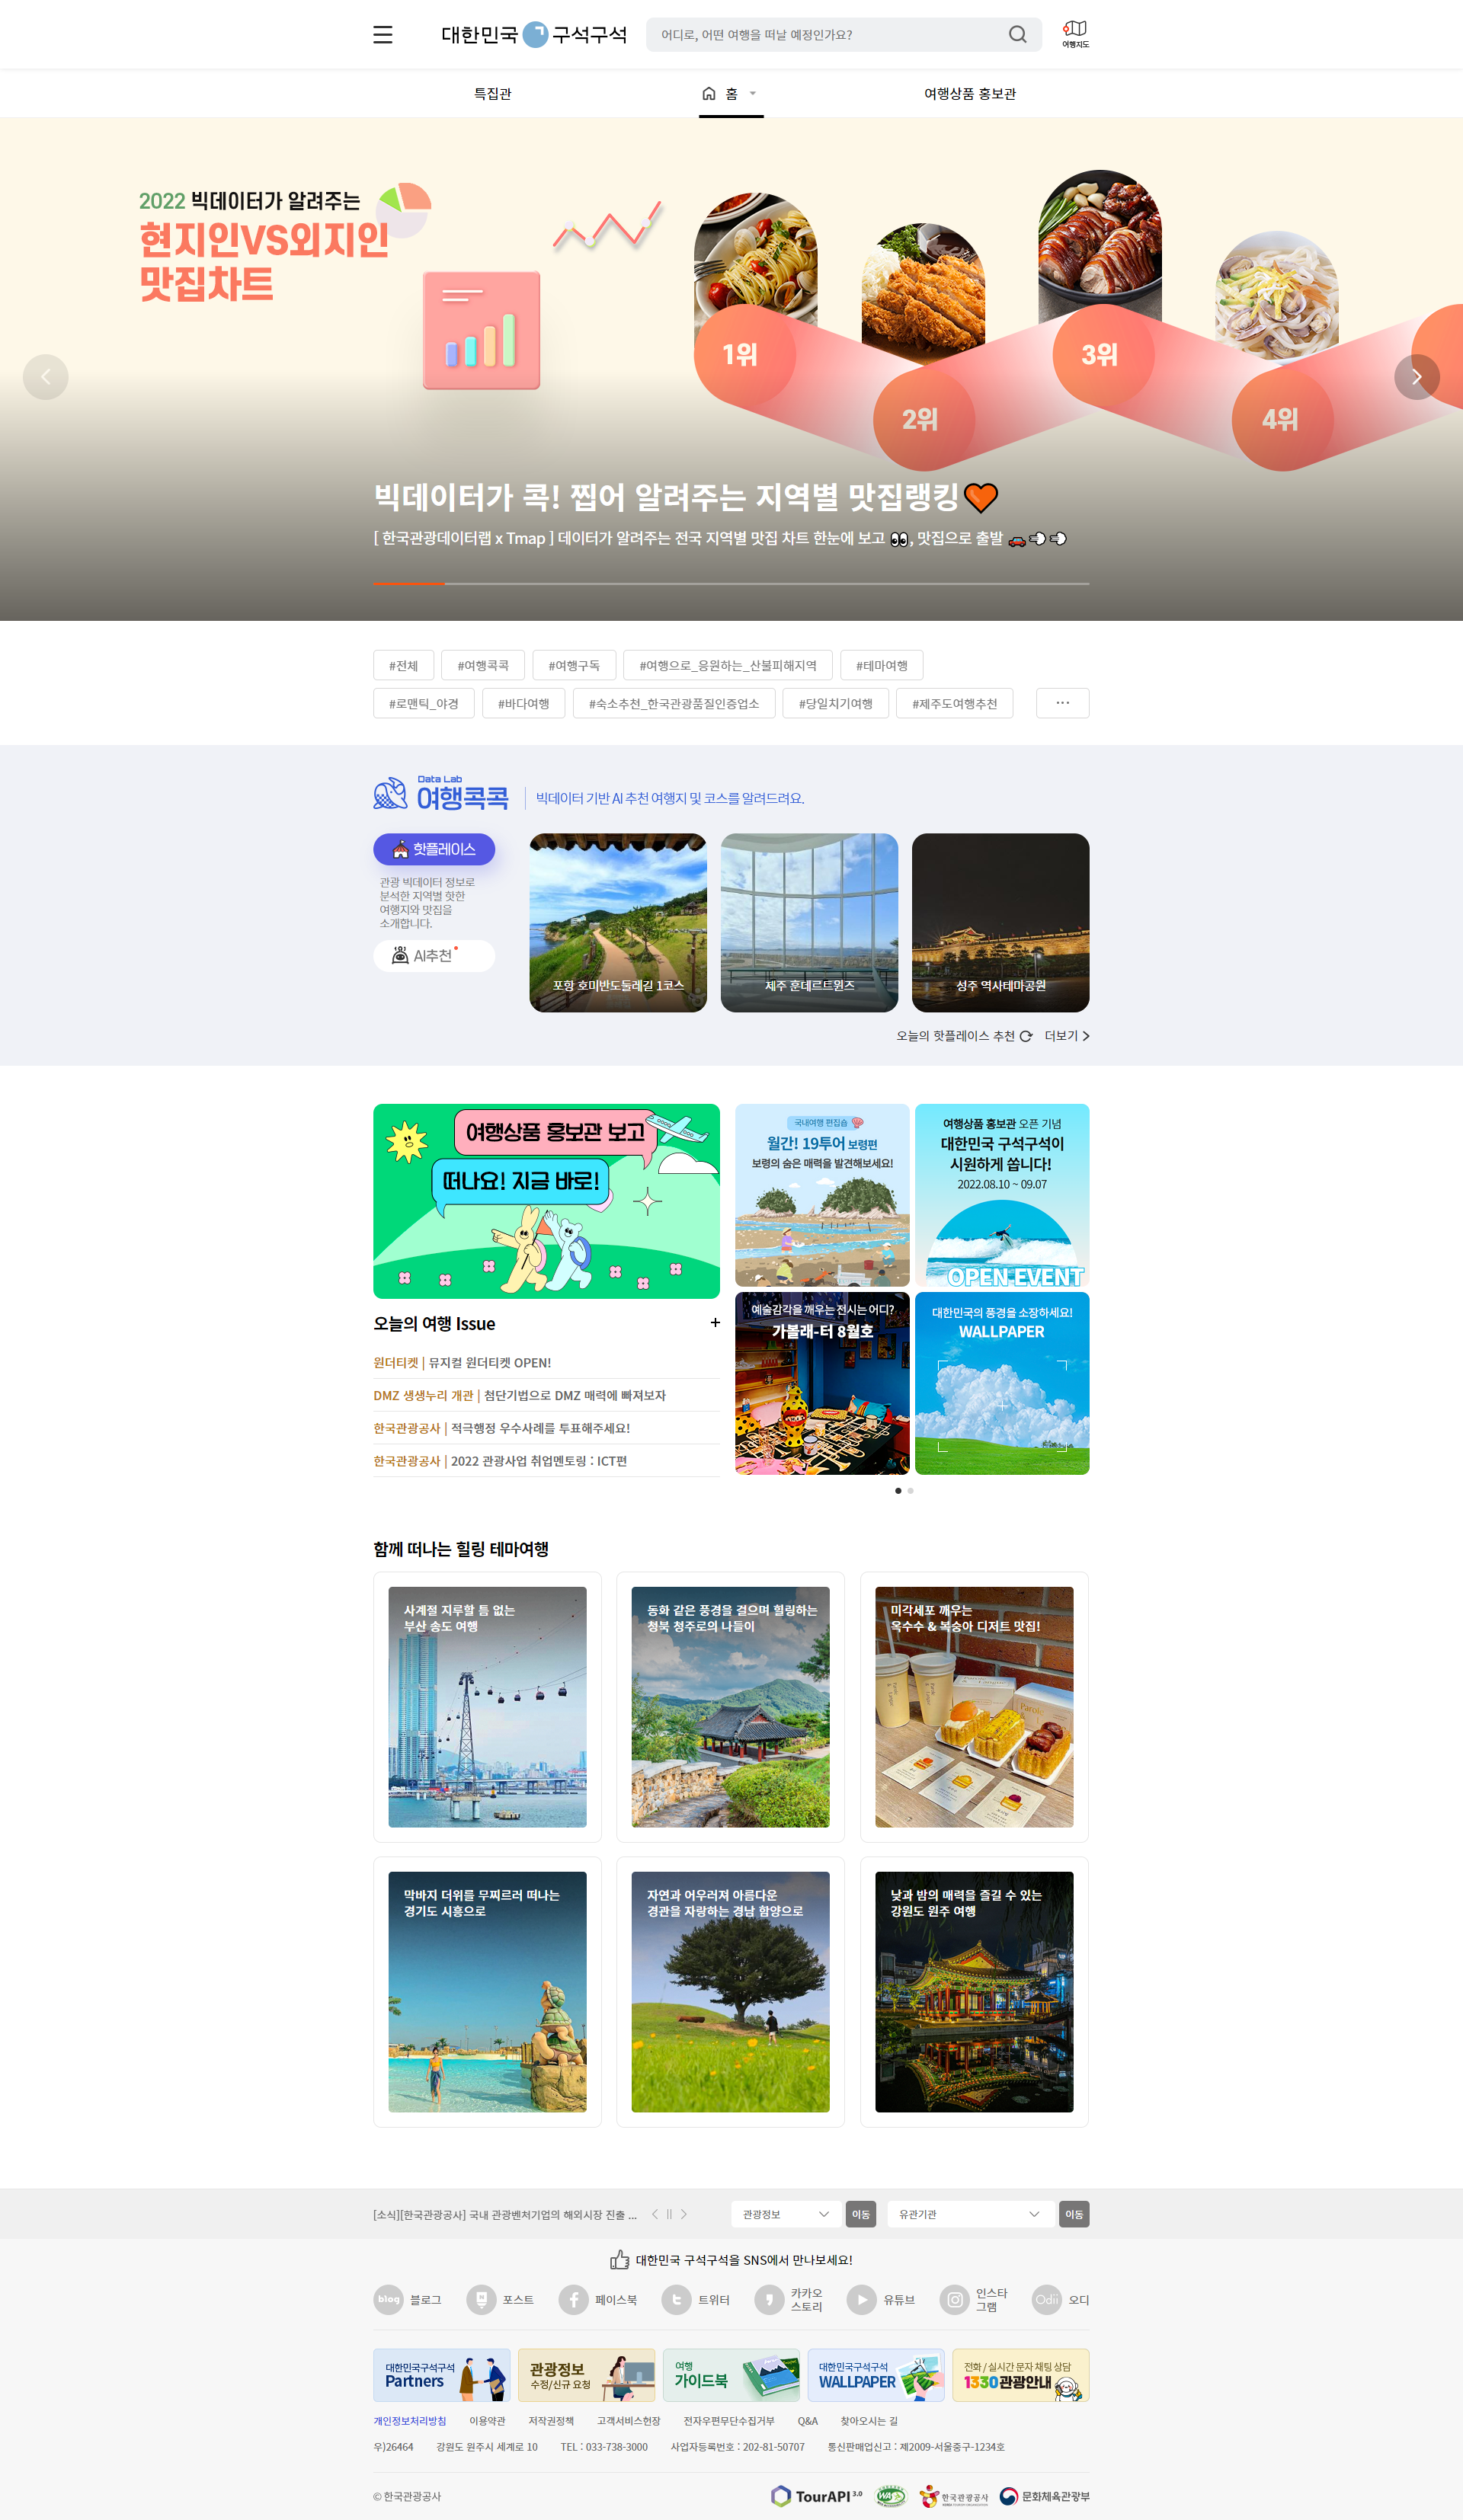 대한민국 구석구석
어디로, 어떤 여행을 떠날 예정인가요?
여행지도
특집관
홈
여행상품 홍보관
2022 빅데이터가 알려주는
현지인VS외지인
맛집차트
1위
2위
3위
4위
빅데이터가 콕! 찝어 알려주는 지역별 맛집랭킹🧡
[ 한국관광데이터랩 x Tmap ] 데이터가 알려주는 전국 지역별 맛집 차트 한눈에 보고 👀, 맛집으로 출발 🚗💨💨
#전체
#여행콕콕
#여행구독
#여행으로_응원하는_산불피해지역
#테마여행
#로맨틱_야경
#바다여행
#숙소추천_한국관광품질인증업소
#당일치기여행
#제주도여행추천
...
Data Lab
여행콕콕
빅데이터 기반 AI 추천 여행지 및 코스를 알려드려요.
핫플레이스
관광 빅데이터 정보로
분석한 지역별 핫한
여행지와 맛집을
소개합니다.
AI추천
포항 호미반도둘레길 1코스
제주 훈데르트윈즈
성주 역사테마공원
오늘의 핫플레이스 추천
더보기
여행상품 홍보관 보고
떠나요! 지금 바로!
국내여행 편집숍
월간! 19투어 보령편
보령의 숨은 매력을 발견해보세요!
여행상품 홍보관 오픈 기념
대한민국 구석구석이
시원하게 쏩니다!
2022.08.10 ~ 09.07
OPEN EVENT
오늘의 여행 Issue
+
원더티켓 | 뮤지컬 원더티켓 OPEN!
DMZ 생생누리 개관 | 첨단기법으로 DMZ 매력에 빠져보자
한국관광공사 | 적극행정 우수사례를 투표해주세요!
한국관광공사 | 2022 관광사업 취업멘토링 : ICT편
예술감각을 깨우는 전시는 어디?
가볼래-터 8월호
대한민국의 풍경을 소장하세요!
WALLPAPER
함께 떠나는 힐링 테마여행
사계절 지루할 틈 없는
부산 송도 여행
동화 같은 풍경을 걸으며 힐링하는
청북 청주로의 나들이
미각세포 깨우는
옥수수 & 복숭아 디저트 맛집!
막바지 더위를 무찌르러 떠나는
경기도 시흥으로
자연과 어우러져 아름다운
경관을 자랑하는 경남 함양으로
낮과 밤의 매력을 즐길 수 있는
강원도 원주 여행
[소식][한국관광공사] 국내 관광벤처기업의 해외시장 진출 ...
관광정보
이동
유관기관
이동
대한민국 구석구석을 SNS에서 만나보세요!
blog 블로그
포스트
페이스북
트위터
카카오
스토리
유튜브
인스타
그램
Odii 오디
대한민국구석구석
Partners
관광정보
수정/신규 요청
여행
가이드북
대한민국구석구석
WALLPAPER
전화 / 실시간 문자 채팅 상담
1330 관광안내
개인정보처리방침
이용약관
저작권정책
고객서비스헌장
전자우편무단수집거부
Q&A
찾아오시는 길
우)26464
강원도 원주시 세계로 10
TEL : 033-738-3000
사업자등록번호 : 202-81-50707
통신판매업신고 : 제2009-서울중구-1234호
© 한국관광공사
TourAPI 3.0
WA
한국관광공사
문화체육관광부